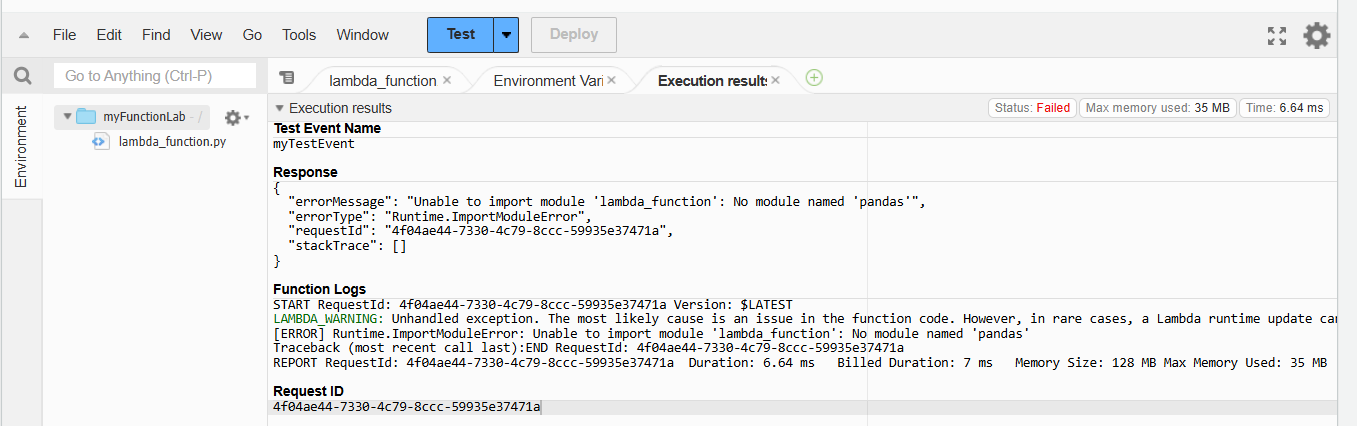 File Edit Find View Go Tools Window Test Deploy
Go to Anything (Ctrl-P)
lambda_function × Environment Vari × Execution results × 
Environment
myFunctionLab - /
lambda_function.py
Execution results Status: Failed Max memory used: 35 MB Time: 6.64 ms
Test Event Name
myTestEvent
Response
{
"errorMessage": "Unable to import module 'lambda_function': No module named 'pandas'",
"errorType": "Runtime.ImportModuleError",
"requestId": "4f04ae44-7330-4c79-8ccc-59935e37471a",
"stackTrace": []
}
Function Logs
START RequestId: 4f04ae44-7330-4c79-8ccc-59935e37471a Version: $LATEST
LAMBDA_WARNING: Unhandled exception. The most likely cause is an issue in the function code. However, in rare cases, a Lambda runtime update can
[ERROR] Runtime.ImportModuleError: Unable to import module 'lambda_function': No module named 'pandas'
Traceback (most recent call last):END RequestId: 4f04ae44-7330-4c79-8ccc-59935e37471a
REPORT RequestId: 4f04ae44-7330-4c79-8ccc-59935e37471a Duration: 6.64 ms Billed Duration: 7 ms Memory Size: 128 MB Max Memory Used: 35 MB
Request ID
4f04ae44-7330-4c79-8ccc-59935e37471a